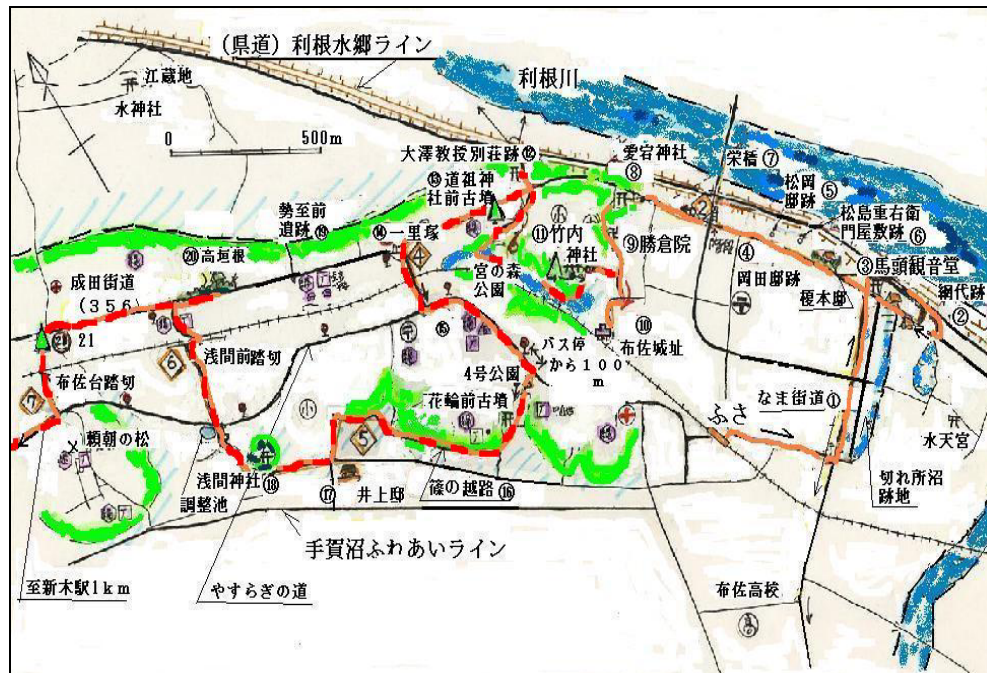 (県道)利根水郷ライン
江蔵地
水神社
0 500m
利根川
大澤教授別荘跡⑫
愛宕神社
⑧
栄橋⑦
松岡
邸跡⑤
⑬道祖神
社前古墳
松島重右衛
門屋敷跡⑥
勢至前
遺跡⑲
⑭一里塚
小
⑪竹内
神社
⑨勝倉院
2
④
岡田邸跡
③馬頭観音堂
榎本邸
網代跡
②
⑳高垣根
4
宮の森
公園
成田街道
(356)
⑮
⑩
布佐城址
バス停
から100
m
㉑ 21
浅間前踏切
6
4号公園
なま街道①
布佐台踏切
7
小
花輪前古墳
ふさ
水天宮
頼朝の松
5
切れ所沼
跡地
浅間神社⑱
調整池
⑰
井上邸
篠の越路⑯
手賀沼ふれあいライン
至新木駅1km
やすらぎの道
布佐高校
高